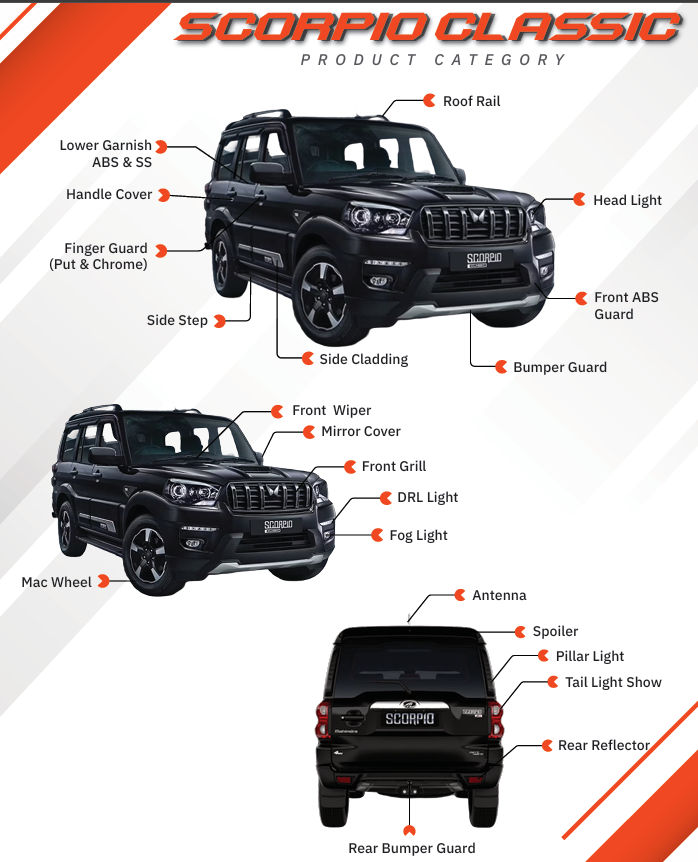 SCORPIO CLASSIC
PRODUCT CATEGORY
Roof Rail
Lower Garnish
ABS & SS
Handle Cover
Head Light
Finger Guard
(Put & Chrome)
SCORPIO
Front ABS
Guard
Side Step
Side Cladding
Bumper Guard
Front Wiper
Mirror Cover
Front Grill
DRL Light
SCORPIO
Fog Light
Mac Wheel
Antenna
Spoiler
Pillar Light
Tail Light Show
SCORPIO
Mahindra
Rear Reflector
Rear Bumper Guard